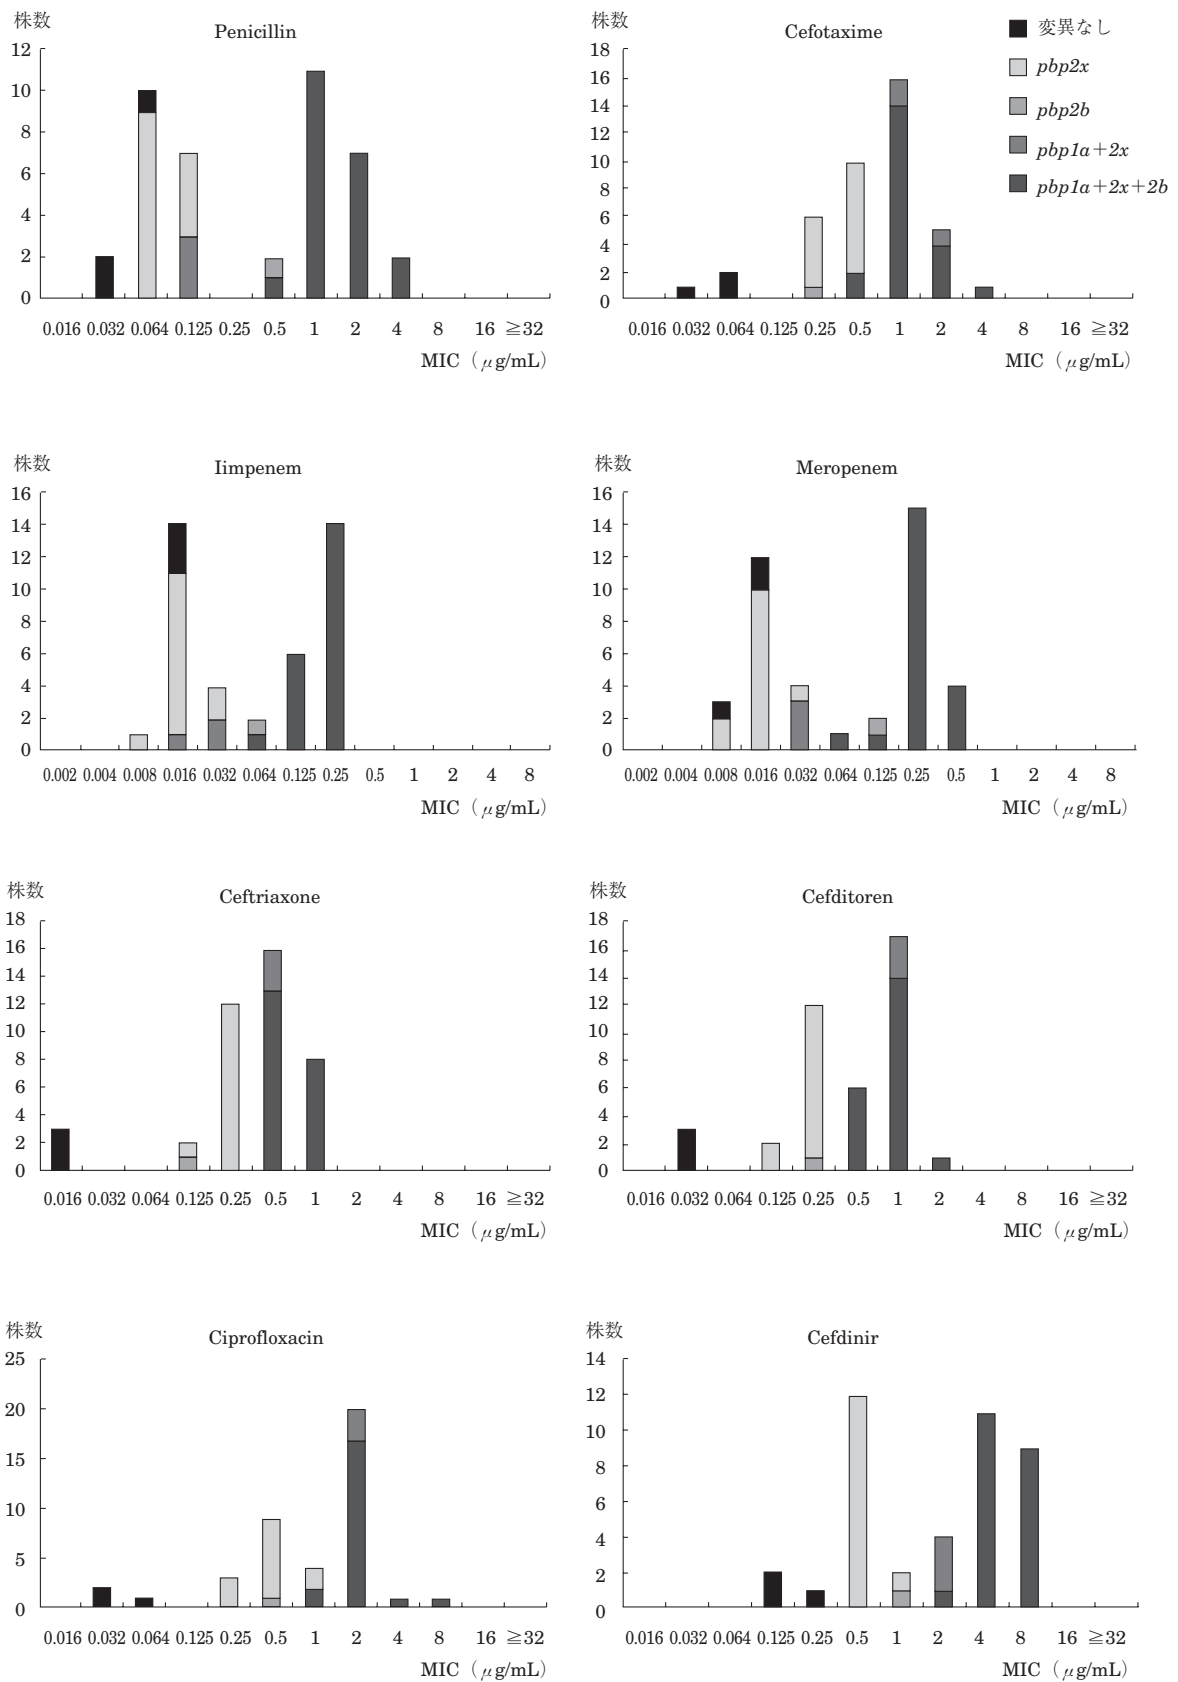 株数
Penicillin
12
10
8
6
4
2
0
0.016 0.032 0.064 0.125 0.25 0.5 1 2 4 8 16 ≧32
MIC（μg/mL）
株数
Cefotaxime
18
16
14
12
10
8
6
4
2
0
0.016 0.032 0.064 0.125 0.25 0.5 1 2 4 8 16 ≧32
MIC（μg/mL）
変異なし
pbp2x
pbp2b
pbp1a+2x
pbp1a+2x+2b
株数
Iimpenem
16
14
12
10
8
6
4
2
0
0.002 0.004 0.008 0.016 0.032 0.064 0.125 0.25 0.5 1 2 4 8
MIC（μg/mL）
株数
Meropenem
16
14
12
10
8
6
4
2
0
0.002 0.004 0.008 0.016 0.032 0.064 0.125 0.25 0.5 1 2 4 8
MIC（μg/mL）
株数
Ceftriaxone
18
16
14
12
10
8
6
4
2
0
0.016 0.032 0.064 0.125 0.25 0.5 1 2 4 8 16 ≧32
MIC（μg/mL）
株数
Cefditoren
18
16
14
12
10
8
6
4
2
0
0.016 0.032 0.064 0.125 0.25 0.5 1 2 4 8 16 ≧32
MIC（μg/mL）
株数
Ciprofloxacin
25
20
15
10
5
0
0.016 0.032 0.064 0.125 0.25 0.5 1 2 4 8 16 ≧32
MIC（μg/mL）
株数
Cefdinir
14
12
10
8
6
4
2
0
0.016 0.032 0.064 0.125 0.25 0.5 1 2 4 8 16 ≧32
MIC（μg/mL）